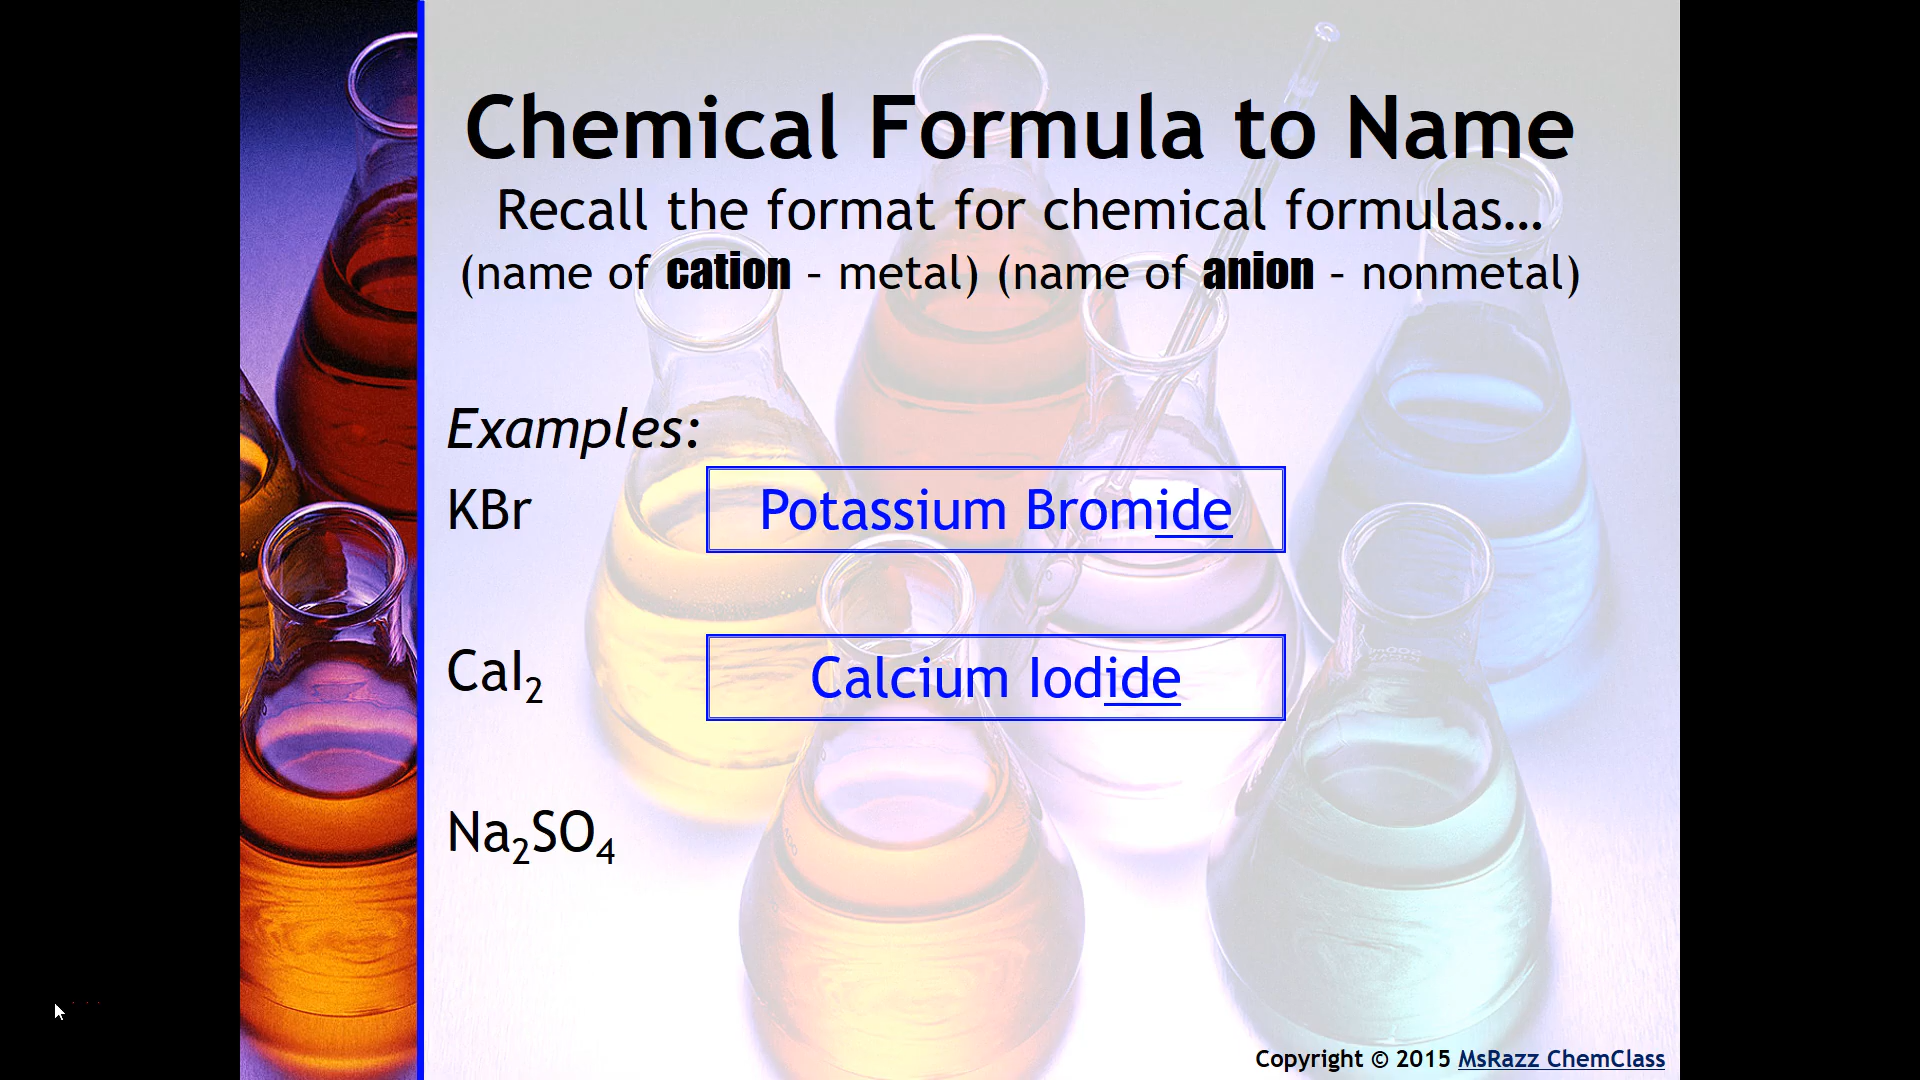 Chemical Formula to Name
Recall the format for chemical formulas...
(name of cation – metal) (name of anion – nonmetal)
Examples:
KBr
Potassium Bromide
CaI₂
Calcium Iodide
Na₂SO₄
Copyright © 2015 MsRazz ChemClass